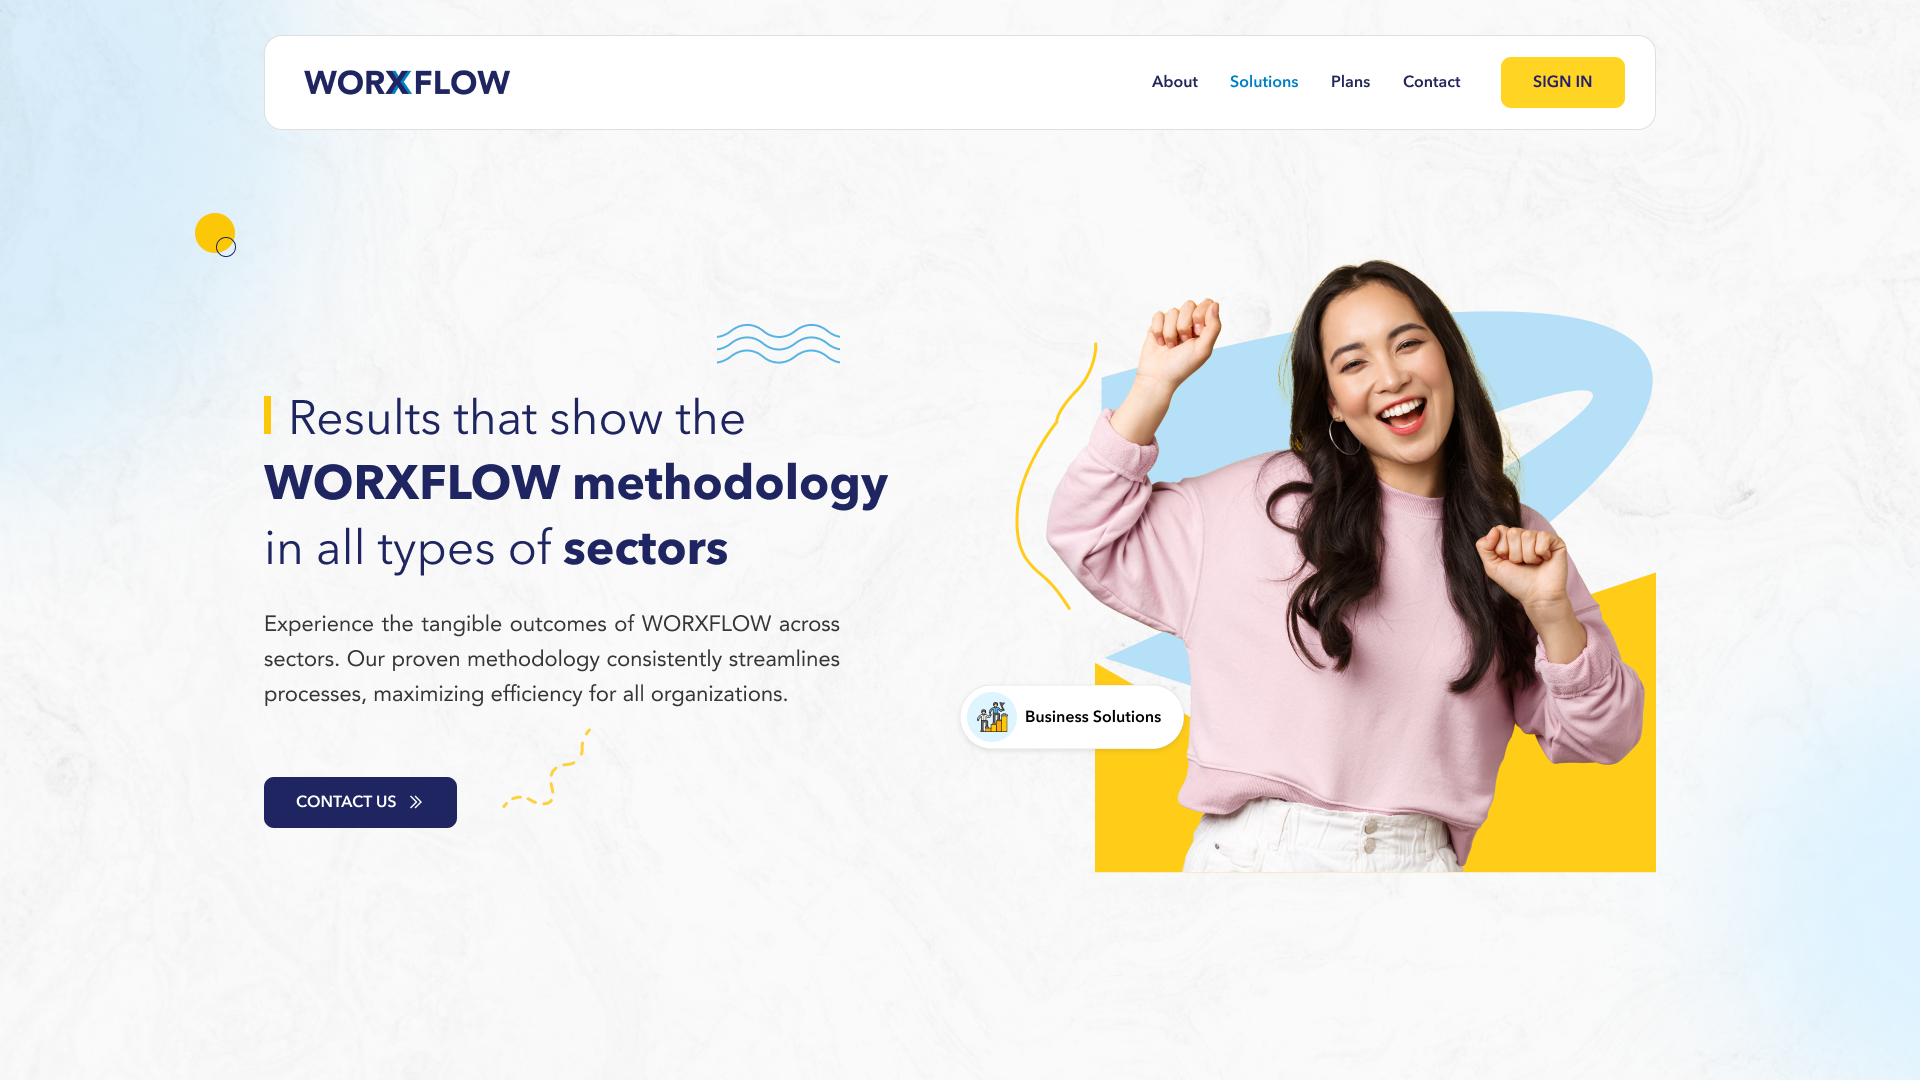 WORXFLOW
About
Solutions
Plans
Contact
SIGN IN
Results that show the
WORXFLOW methodology
in all types of sectors
Experience the tangible outcomes of WORXFLOW across
sectors. Our proven methodology consistently streamlines
processes, maximizing efficiency for all organizations.
Business Solutions
CONTACT US